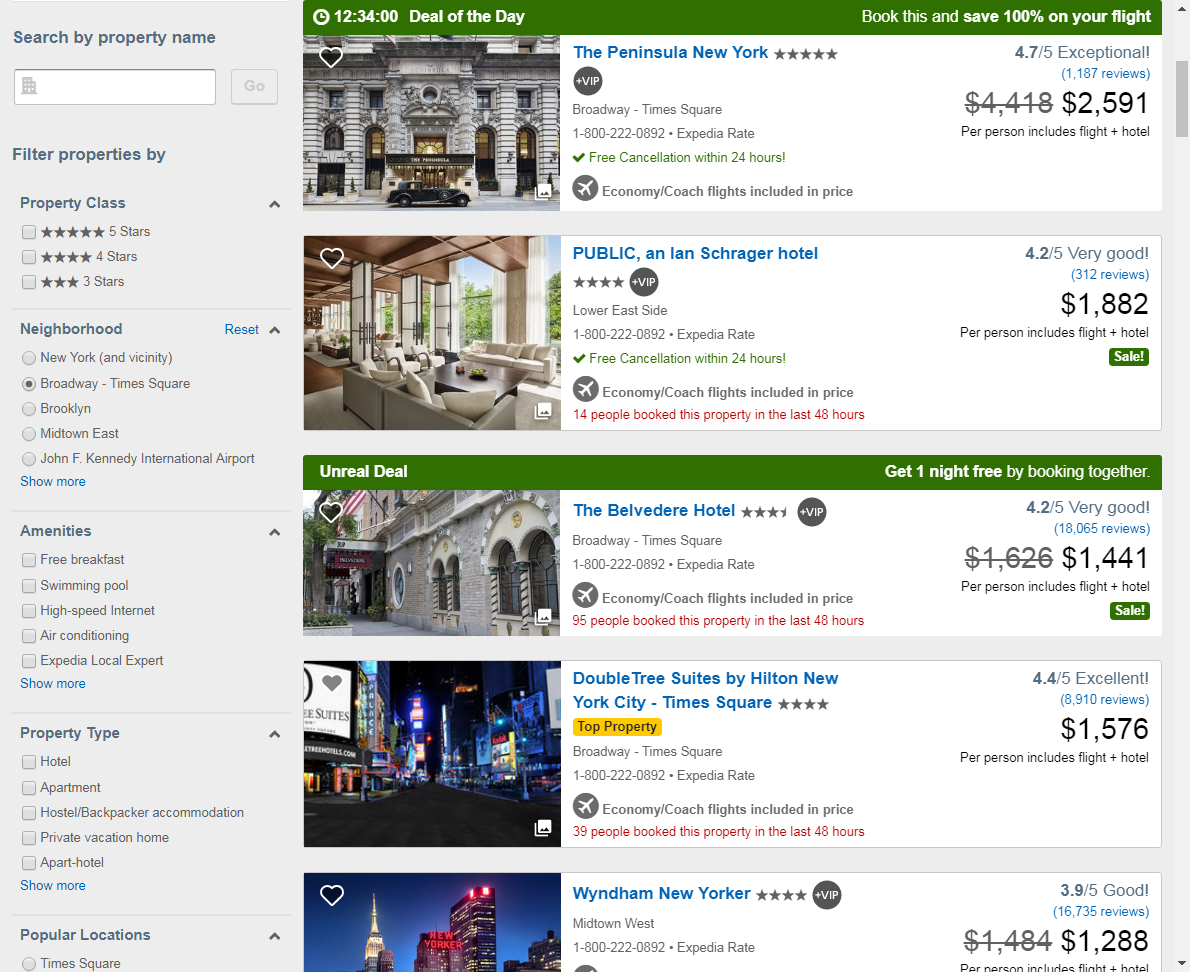 Search by property name
Go
Filter properties by
Property Class
5 Stars
4 Stars
3 Stars
Neighborhood Reset
New York (and vicinity)
Broadway - Times Square
Brooklyn
Midtown East
John F. Kennedy International Airport
Show more
Amenities
Free breakfast
Swimming pool
High-speed Internet
Air conditioning
Expedia Local Expert
Show more
Property Type
Hotel
Apartment
Hostel/Backpacker accommodation
Private vacation home
Apart-hotel
Show more
Popular Locations
Times Square
12:34:00 Deal of the Day Book this and save 100% on your flight
THE PENINSULA
The Peninsula New York ★★★★★
+VIP
Broadway - Times Square
1-800-222-0892 • Expedia Rate
✔ Free Cancellation within 24 hours!
Economy/Coach flights included in price
4.7/5 Exceptional!
(1,187 reviews)
$4,418 $2,591
Per person includes flight + hotel
PUBLIC, an Ian Schrager hotel
★★★★ +VIP
Lower East Side
1-800-222-0892 • Expedia Rate
✔ Free Cancellation within 24 hours!
Economy/Coach flights included in price
14 people booked this property in the last 48 hours
4.2/5 Very good!
(312 reviews)
$1,882
Per person includes flight + hotel
Sale!
Unreal Deal Get 1 night free by booking together.
BELVEDERE
The Belvedere Hotel +VIP
Broadway - Times Square
1-800-222-0892 • Expedia Rate
Economy/Coach flights included in price
95 people booked this property in the last 48 hours
4.2/5 Very good!
(18,065 reviews)
$1,626 $1,441
Per person includes flight + hotel
Sale!
EE SUITES
ETREEHOTELS.COM
PALACE
DoubleTree Suites by Hilton New
York City - Times Square ★★★★
Top Property
Broadway - Times Square
1-800-222-0892 • Expedia Rate
Economy/Coach flights included in price
39 people booked this property in the last 48 hours
4.4/5 Excellent!
(8,910 reviews)
$1,576
Per person includes flight + hotel
NEW
YORKER
Wyndham New Yorker ★★★★ +VIP
Midtown West
1-800-222-0892 • Expedia Rate
3.9/5 Good!
(16,735 reviews)
$1,484 $1,288
Per person includes flight + hotel